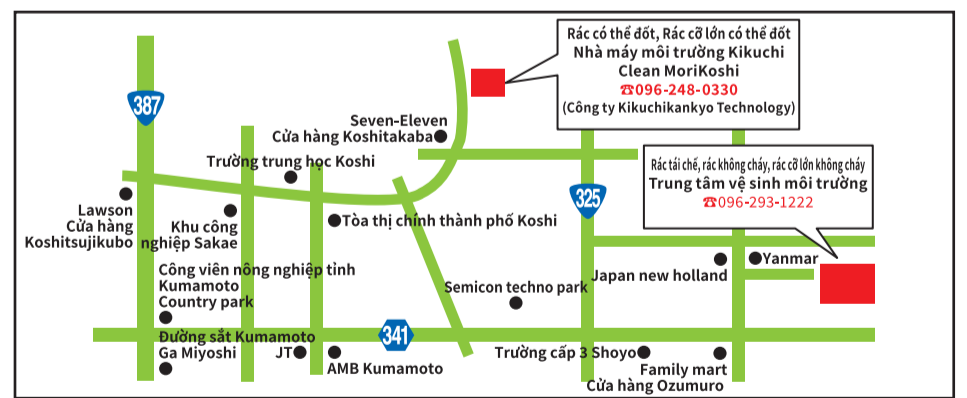 Rác có thể đốt, Rác cỡ lớn có thể đốt
Nhà máy môi trường Kikuchi
Clean MoriKoshi
☎096-248-0330
(Công ty Kikuchikankyo Technology)
387
Seven-Eleven
Cửa hàng Koshitakaba
Trường trung học Koshi
Rác tái chế, rác không cháy, rác cỡ lớn không cháy
Trung tâm vệ sinh môi trường
☎096-293-1222
325
Lawson
Cửa hàng
Koshitsujikubo
Khu công
nghiệp Sakae
Tòa thị chính thành phố Koshi
Công viên nông nghiệp tỉnh
Kumamoto
Country park
Yanmar
Japan new holland
Semicon techno park
341
Đường sắt Kumamoto
Ga Miyoshi
JT
AMB Kumamoto
Trường cấp 3 Shoyo
Family mart
Cửa hàng Ozumuro